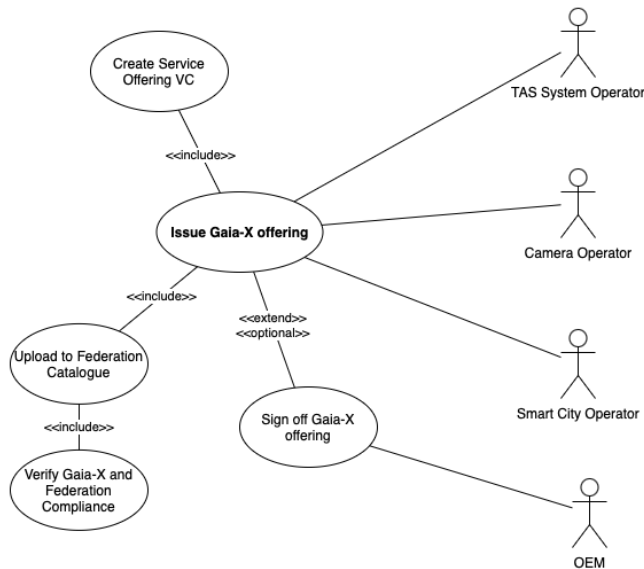 Create Service
Offering VC
TAS System Operator
<<include>>
Issue Gaia-X offering
Camera Operator
<<include>>
<<extend>>
<<optional>>
Upload to Federation
Catalogue
Smart City Operator
Sign off Gaia-X
offering
<<include>>
Verify Gaia-X and
Federation
Compliance
OEM